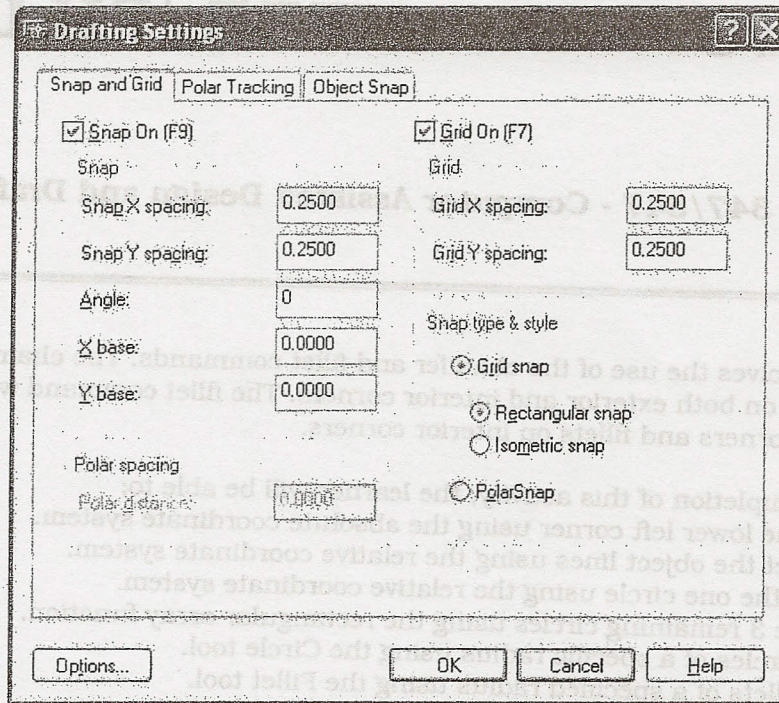 Drafting Settings
Snap and Grid Polar Tracking Object Snap
Snap On (F9) Grid On (F7)
Snap Grid
Snap X spacing: 0.2500 Grid X spacing: 0.2500
Snap Y spacing: 0.2500 Grid Y spacing: 0.2500
Angle: 0
Snap type & style
X base: 0.0000
Grid snap
Y base: 0.0000
Rectangular snap
Isometric snap
Polar spacing
PolarSnap
Polar distance: 0.0000
Options... OK Cancel Help